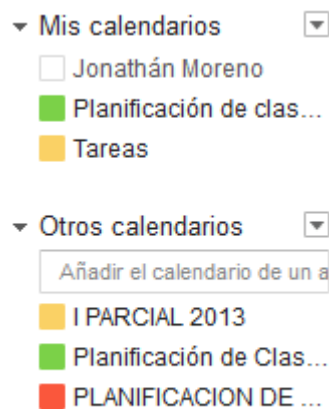 Mis calendarios
Jonathán Moreno
Planificación de clas...
Tareas
Otros calendarios
Añadir el calendario de un a
I PARCIAL 2013
Planificación de Clas...
PLANIFICACION DE ...